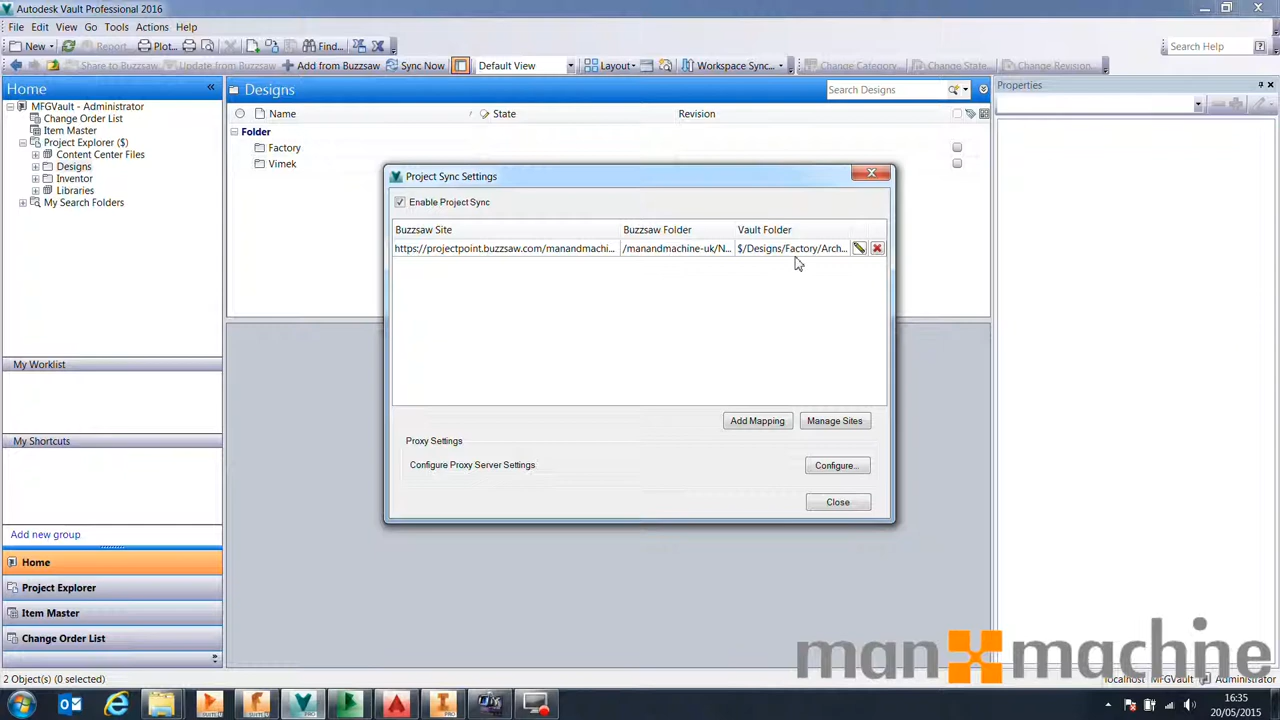 Autodesk Vault Professional 2016
File Edit View Go Tools Actions Help
New Report Plot... Find... Search Help
Share to Buzzsaw Update from Buzzsaw Add from Buzzsaw Sync Now Default View Layout Workspace Sync... Change Category... Change State... Change Revision...
Home
MFGVault - Administrator
Change Order List
Item Master
Project Explorer ($)
Content Center Files
Designs
Inventor
Libraries
My Search Folders
My Worklist
My Shortcuts
Add new group
Home
Project Explorer
Item Master
Change Order List
Designs
Search Designs
Name State Revision
Folder
Factory
Vimek
Properties
Project Sync Settings
Enable Project Sync
Buzzsaw Site Buzzsaw Folder Vault Folder
https://projectpoint.buzzsaw.com/manandmachi... /manandmachine-uk/N... $/Designs/Factory/Arch...
Add Mapping Manage Sites
Proxy Settings
Configure Proxy Server Settings Configure...
Close
man machine
2 Object(s) (0 selected)
localhost MFGVault Administrator
16:35
20/05/2015